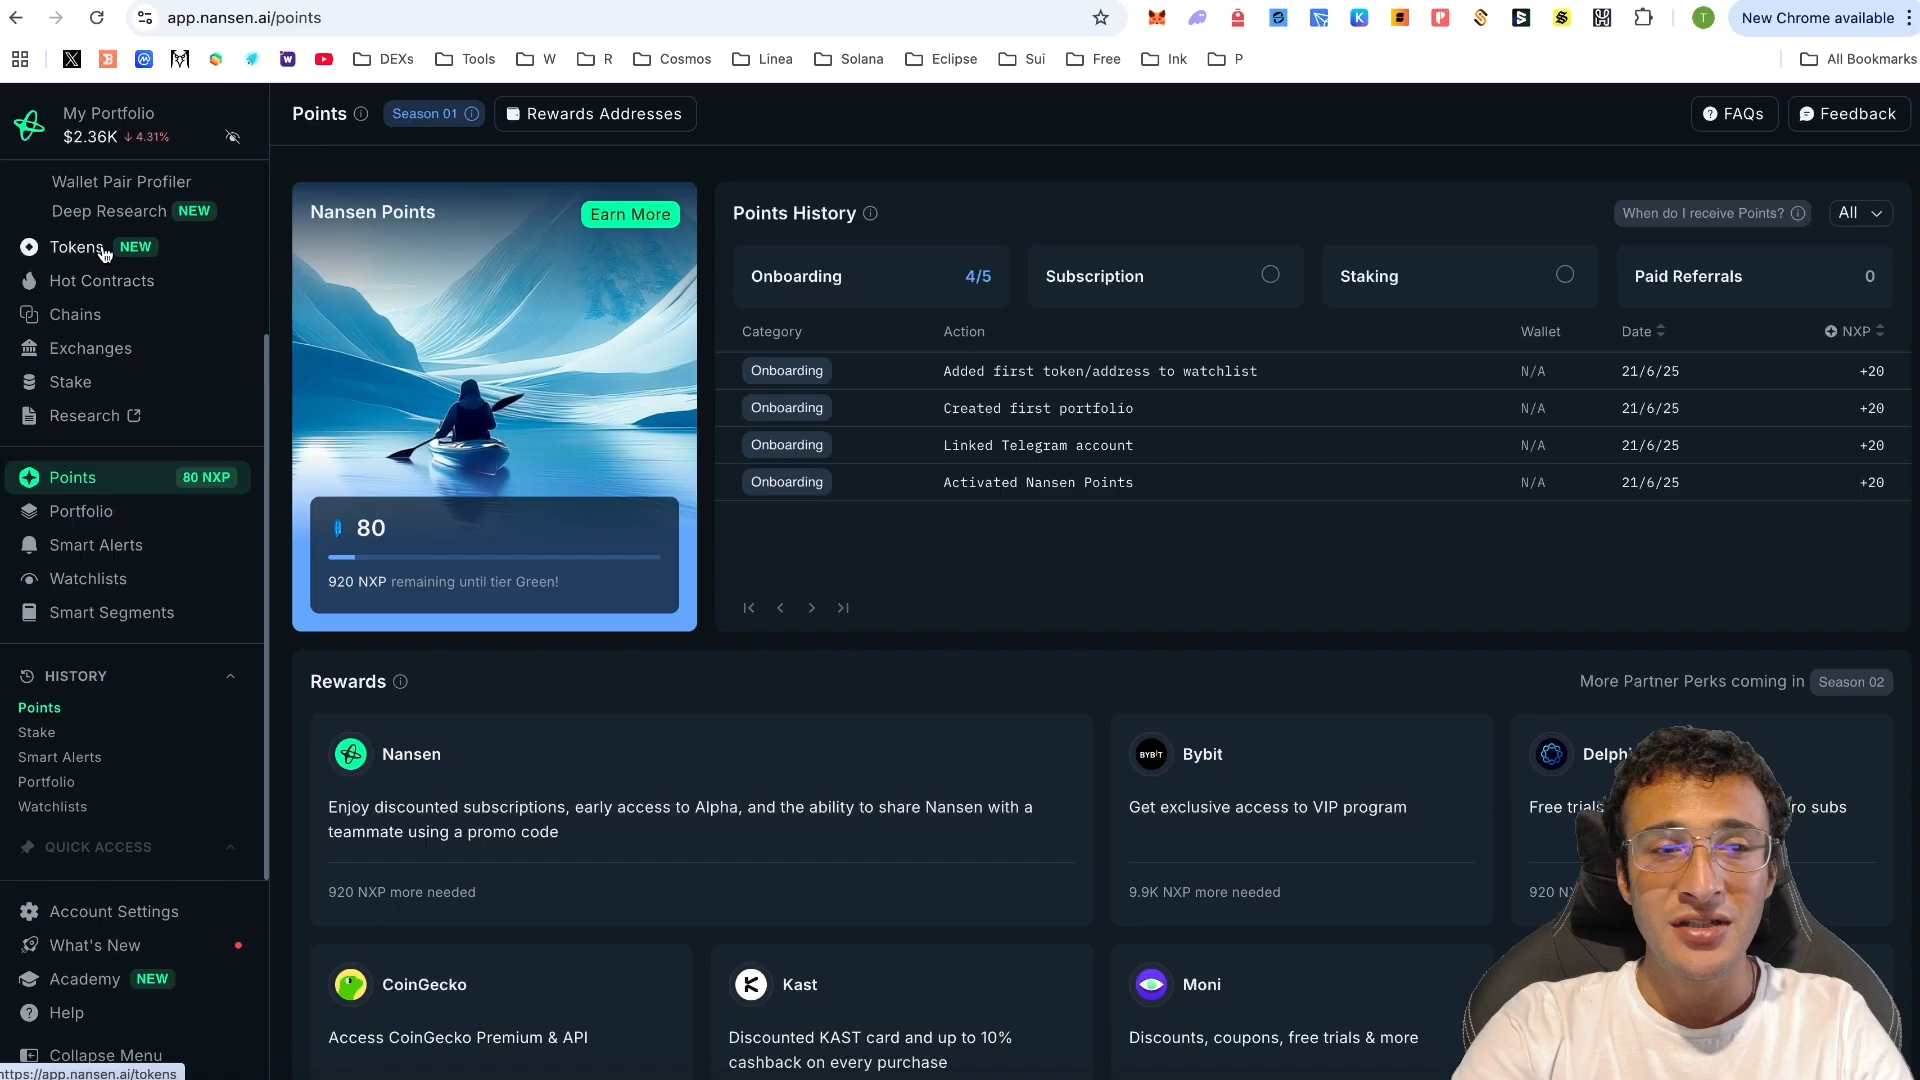 app.nansen.ai/points
New Chrome available
DEXs
Tools
W
R
Cosmos
Linea
Solana
Eclipse
Sui
Free
Ink
P
All Bookmarks
My Portfolio
$2.36K ↓ 4.31%
Wallet Pair Profiler
Deep Research NEW
Tokens NEW
Hot Contracts
Chains
Exchanges
Stake
Research
Points 80 NXP
Portfolio
Smart Alerts
Watchlists
Smart Segments
HISTORY
Points
Stake
Smart Alerts
Portfolio
Watchlists
QUICK ACCESS
Account Settings
What's New
Academy NEW
Help
Collapse Menu
https://app.nansen.ai/tokens
Points
Season 01
Rewards Addresses
FAQs
Feedback
Nansen Points
Earn More
80
920 NXP remaining until tier Green!
Points History
When do I receive Points?
All
Onboarding 4/5
Subscription
Staking
Paid Referrals 0
Category Action Wallet Date NXP
Onboarding Added first token/address to watchlist N/A 21/6/25 +20
Onboarding Created first portfolio N/A 21/6/25 +20
Onboarding Linked Telegram account N/A 21/6/25 +20
Onboarding Activated Nansen Points N/A 21/6/25 +20
Rewards
More Partner Perks coming in Season 02
Nansen
Enjoy discounted subscriptions, early access to Alpha, and the ability to share Nansen with a
teammate using a promo code
920 NXP more needed
Bybit
BYBIT
Get exclusive access to VIP program
9.9K NXP more needed
Delphi
Free trials
ro subs
920 N
CoinGecko
Access CoinGecko Premium & API
Kast
Discounted KAST card and up to 10%
cashback on every purchase
Moni
Discounts, coupons, free trials & more